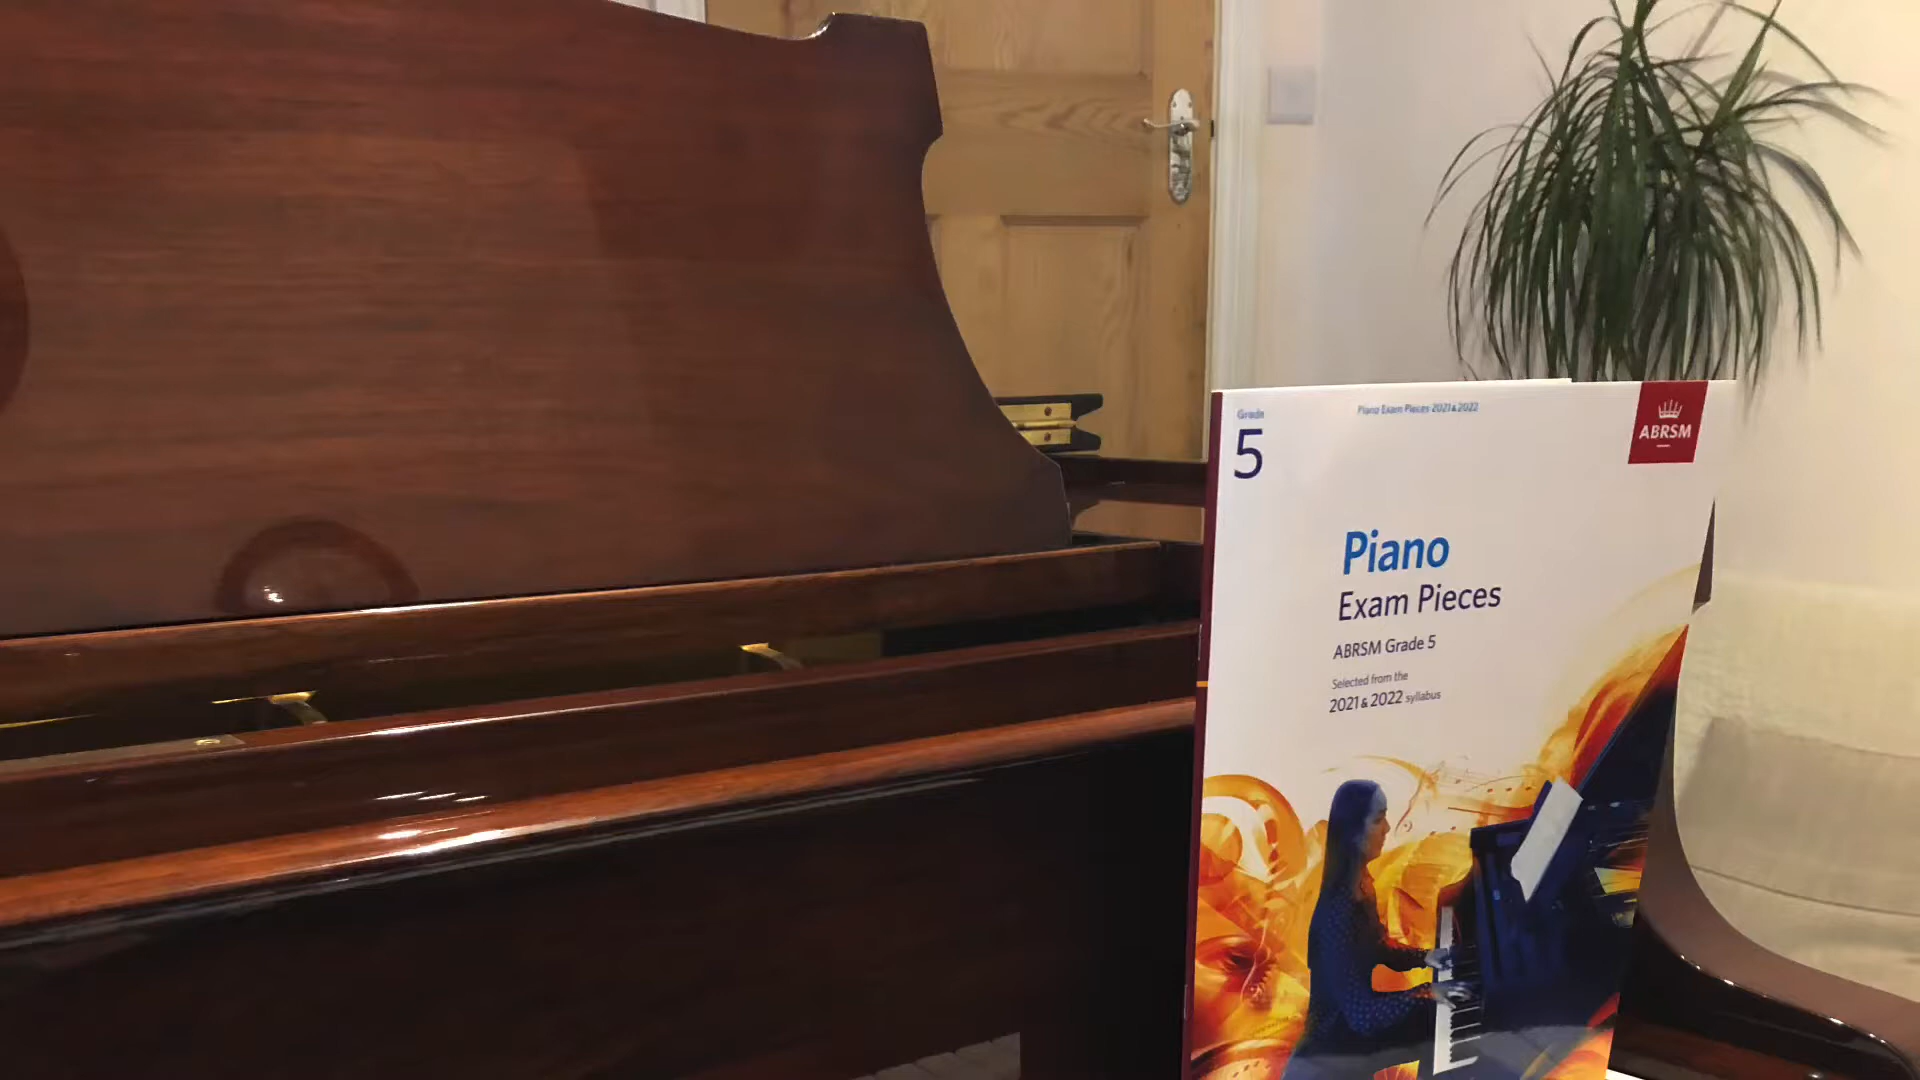 Grade
5
Piano Exam Pieces 2021 & 2022
ABRSM
Piano
Exam Pieces
ABRSM Grade 5
Selected from the
2021 & 2022 syllabus